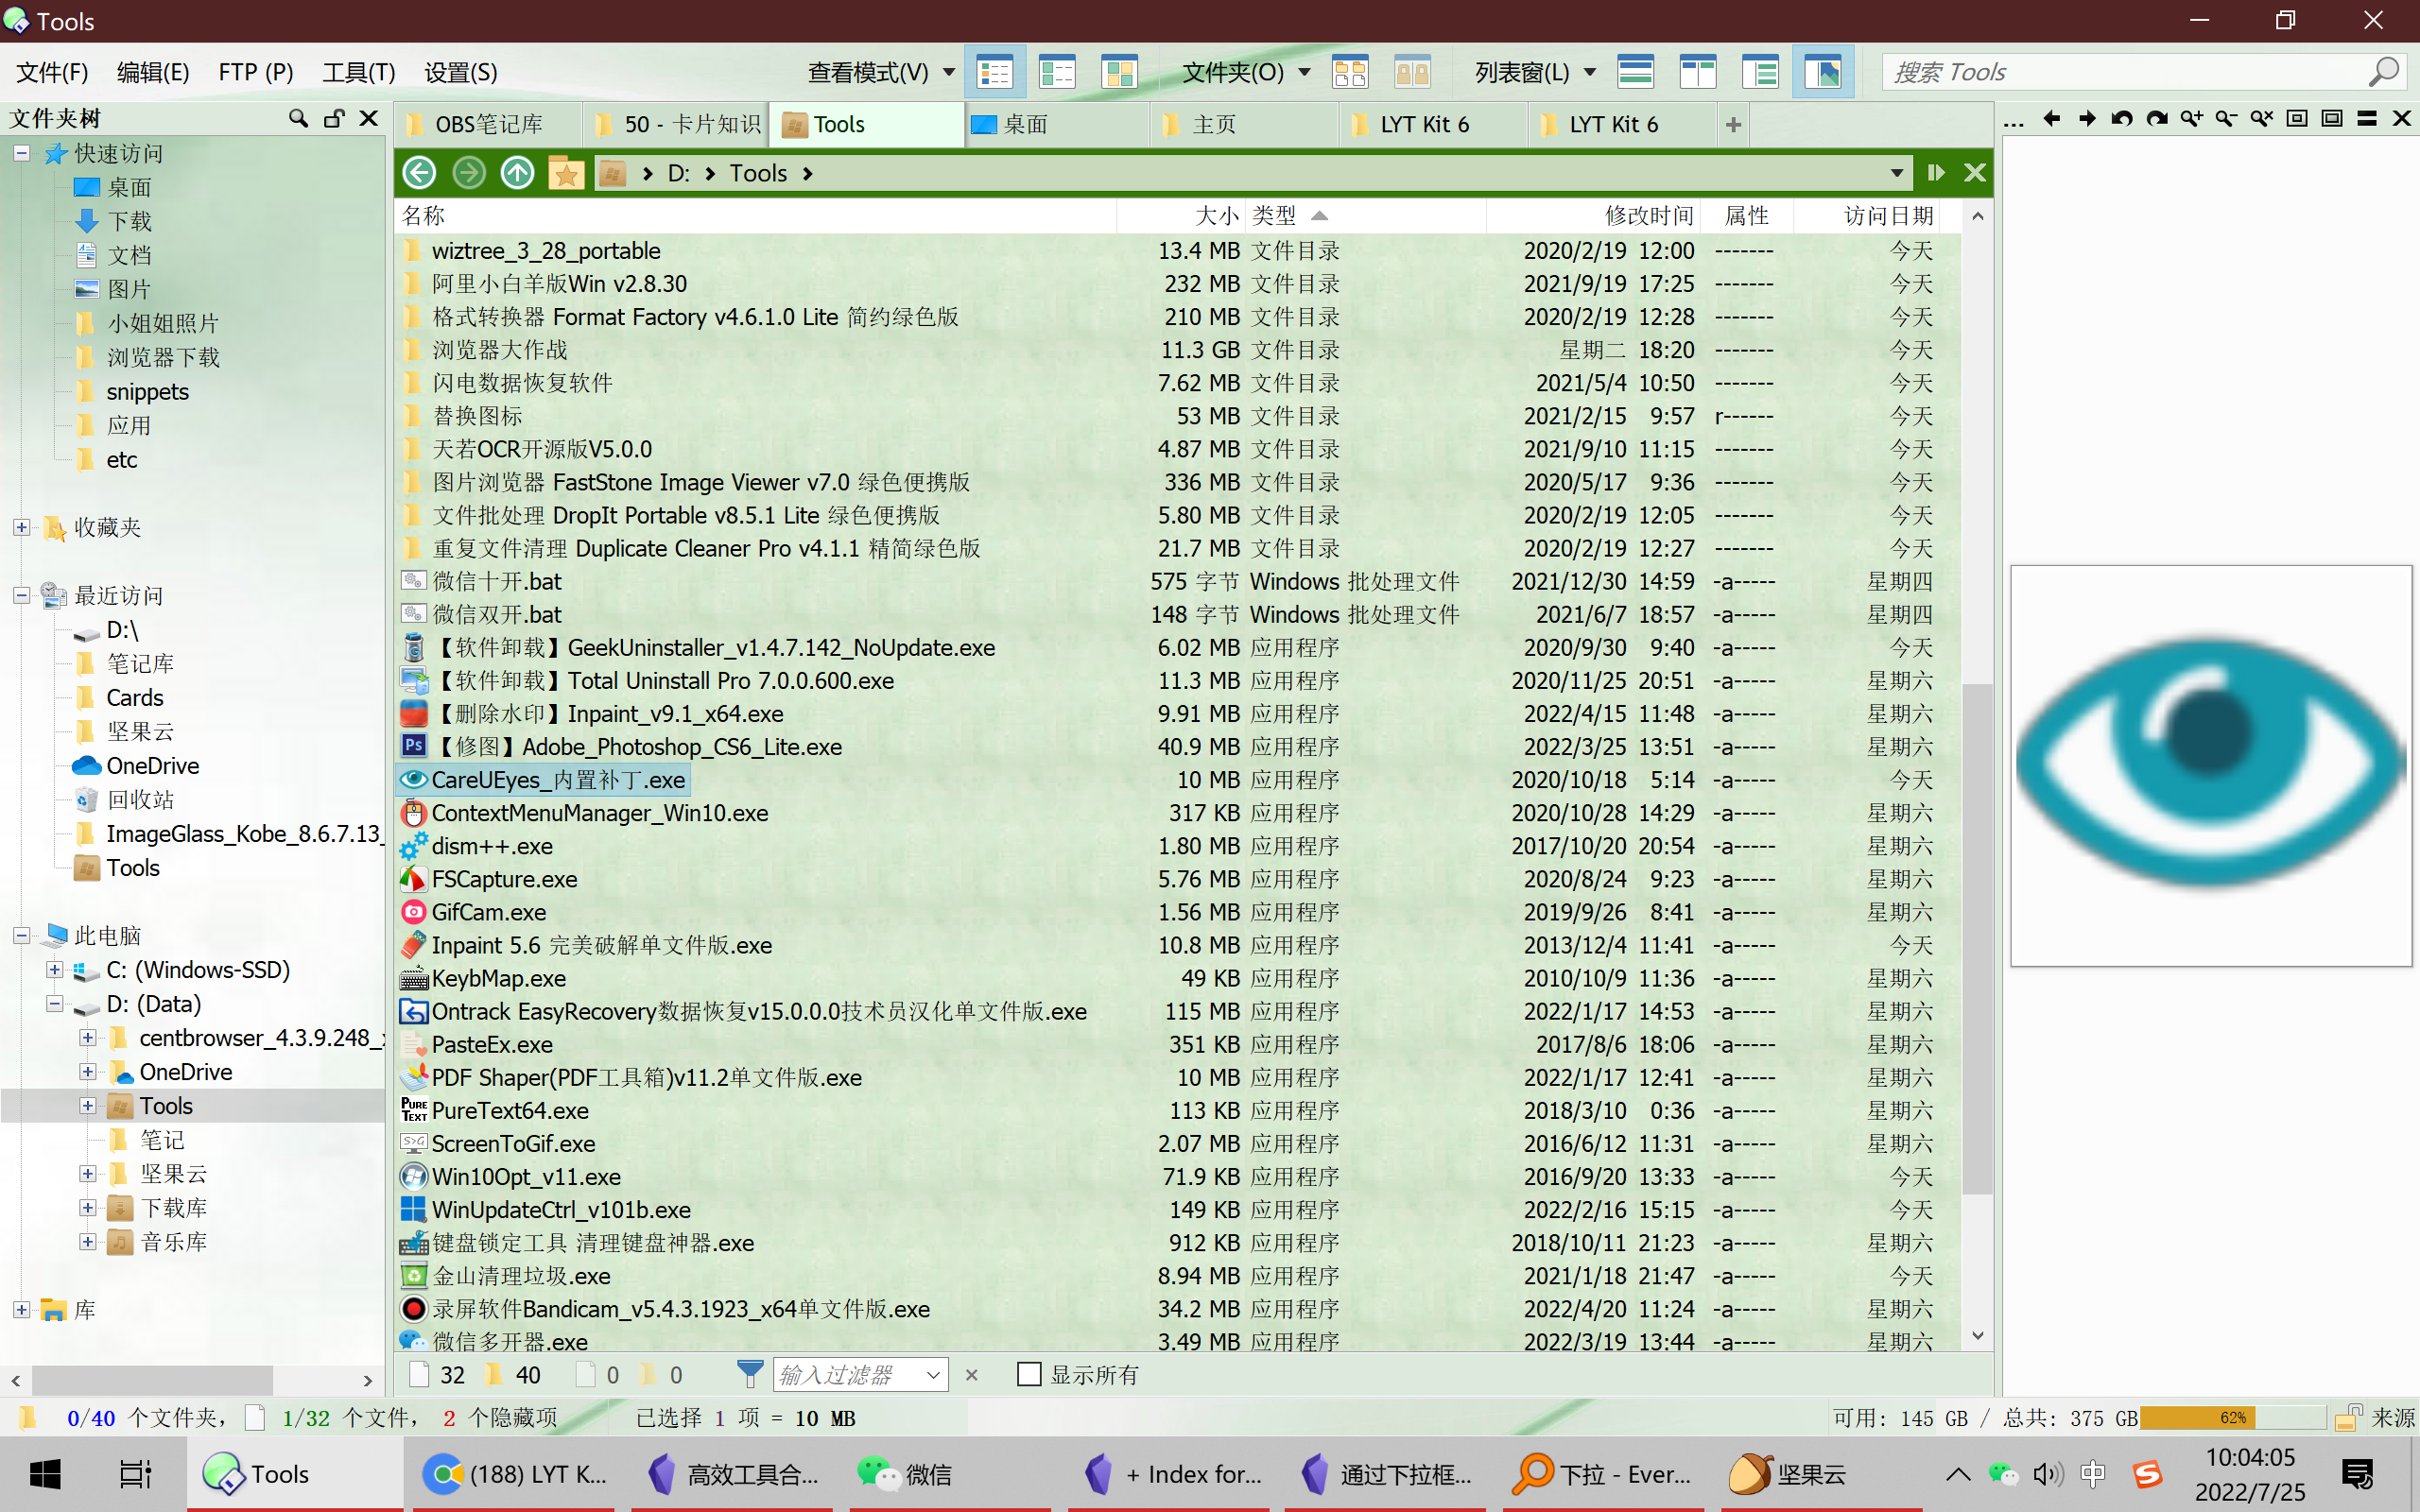 Tools
文件(F) 编辑(E) FTP (P) 工具(T) 设置(S) 查看模式(V) 文件夹(O) 列表窗(L) 搜索 Tools
文件夹树
OBS笔记库 50 - 卡片知识 Tools 桌面 主页 LYT Kit 6 LYT Kit 6
D: Tools
快速访问
桌面
下载
文档
图片
小姐姐照片
浏览器下载
snippets
应用
etc
收藏夹
最近访问
D:\
笔记库
Cards
坚果云
OneDrive
回收站
ImageGlass_Kobe_8.6.7.13_
Tools
此电脑
C: (Windows-SSD)
D: (Data)
centbrowser_4.3.9.248_
OneDrive
Tools
笔记
坚果云
下载库
音乐库
库
名称 大小 类型 修改时间 属性 访问日期
wiztree_3_28_portable 13.4 MB 文件目录 2020/2/19 12:00 ------- 今天
阿里小白羊版Win v2.8.30 232 MB 文件目录 2021/9/19 17:25 ------- 今天
格式转换器 Format Factory v4.6.1.0 Lite 简约绿色版 210 MB 文件目录 2020/2/19 12:28 ------- 今天
浏览器大作战 11.3 GB 文件目录 星期二 18:20 ------- 今天
闪电数据恢复软件 7.62 MB 文件目录 2021/5/4 10:50 ------- 今天
替换图标 53 MB 文件目录 2021/2/15 9:57 r------ 今天
天若OCR开源版V5.0.0 4.87 MB 文件目录 2021/9/10 11:15 ------- 今天
图片浏览器 FastStone Image Viewer v7.0 绿色便携版 336 MB 文件目录 2020/5/17 9:36 ------- 今天
文件批处理 DropIt Portable v8.5.1 Lite 绿色便携版 5.80 MB 文件目录 2020/2/19 12:05 ------- 今天
重复文件清理 Duplicate Cleaner Pro v4.1.1 精简绿色版 21.7 MB 文件目录 2020/2/19 12:27 ------- 今天
微信十开.bat 575 字节 Windows 批处理文件 2021/12/30 14:59 -a----- 星期四
微信双开.bat 148 字节 Windows 批处理文件 2021/6/7 18:57 -a----- 星期四
【软件卸载】GeekUninstaller_v1.4.7.142_NoUpdate.exe 6.02 MB 应用程序 2020/9/30 9:40 -a----- 今天
【软件卸载】Total Uninstall Pro 7.0.0.600.exe 11.3 MB 应用程序 2020/11/25 20:51 -a----- 星期六
【删除水印】Inpaint_v9.1_x64.exe 9.91 MB 应用程序 2022/4/15 11:48 -a----- 星期六
【修图】Adobe_Photoshop_CS6_Lite.exe 40.9 MB 应用程序 2022/3/25 13:51 -a----- 星期六
CareUEyes_内置补丁.exe 10 MB 应用程序 2020/10/18 5:14 -a----- 今天
ContextMenuManager_Win10.exe 317 KB 应用程序 2020/10/28 14:29 -a----- 星期六
dism++.exe 1.80 MB 应用程序 2017/10/20 20:54 -a----- 星期六
FSCapture.exe 5.76 MB 应用程序 2020/8/24 9:23 -a----- 星期六
GifCam.exe 1.56 MB 应用程序 2019/9/26 8:41 -a----- 星期六
Inpaint 5.6 完美破解单文件版.exe 10.8 MB 应用程序 2013/12/4 11:41 -a----- 今天
KeybMap.exe 49 KB 应用程序 2010/10/9 11:36 -a----- 星期六
Ontrack EasyRecovery数据恢复v15.0.0.0技术员汉化单文件版.exe 115 MB 应用程序 2022/1/17 14:53 -a----- 星期六
PasteEx.exe 351 KB 应用程序 2017/8/6 18:06 -a----- 星期六
PDF Shaper(PDF工具箱)v11.2单文件版.exe 10 MB 应用程序 2022/1/17 12:41 -a----- 星期六
PureText64.exe 113 KB 应用程序 2018/3/10 0:36 -a----- 星期六
ScreenToGif.exe 2.07 MB 应用程序 2016/6/12 11:31 -a----- 星期六
Win10Opt_v11.exe 71.9 KB 应用程序 2016/9/20 13:33 -a----- 今天
WinUpdateCtrl_v101b.exe 149 KB 应用程序 2022/2/16 15:15 -a----- 今天
键盘锁定工具 清理键盘神器.exe 912 KB 应用程序 2018/10/11 21:23 -a----- 星期六
金山清理垃圾.exe 8.94 MB 应用程序 2021/1/18 21:47 -a----- 今天
录屏软件Bandicam_v5.4.3.1923_x64单文件版.exe 34.2 MB 应用程序 2022/4/20 11:24 -a----- 星期六
微信多开器.exe 3.49 MB 应用程序 2022/3/19 13:44 -a----- 星期六
32 40 0 0 输入过滤器 显示所有
0/40 个文件夹, 1/32 个文件, 2 个隐藏项 已选择 1 项 = 10 MB 可用: 145 GB / 总共: 375 GB 62% 来源
Tools (188) LYT K... 高效工具合... 微信 + Index for... 通过下拉框... 下拉 - Ever... 坚果云 中 10:04:05
2022/7/25